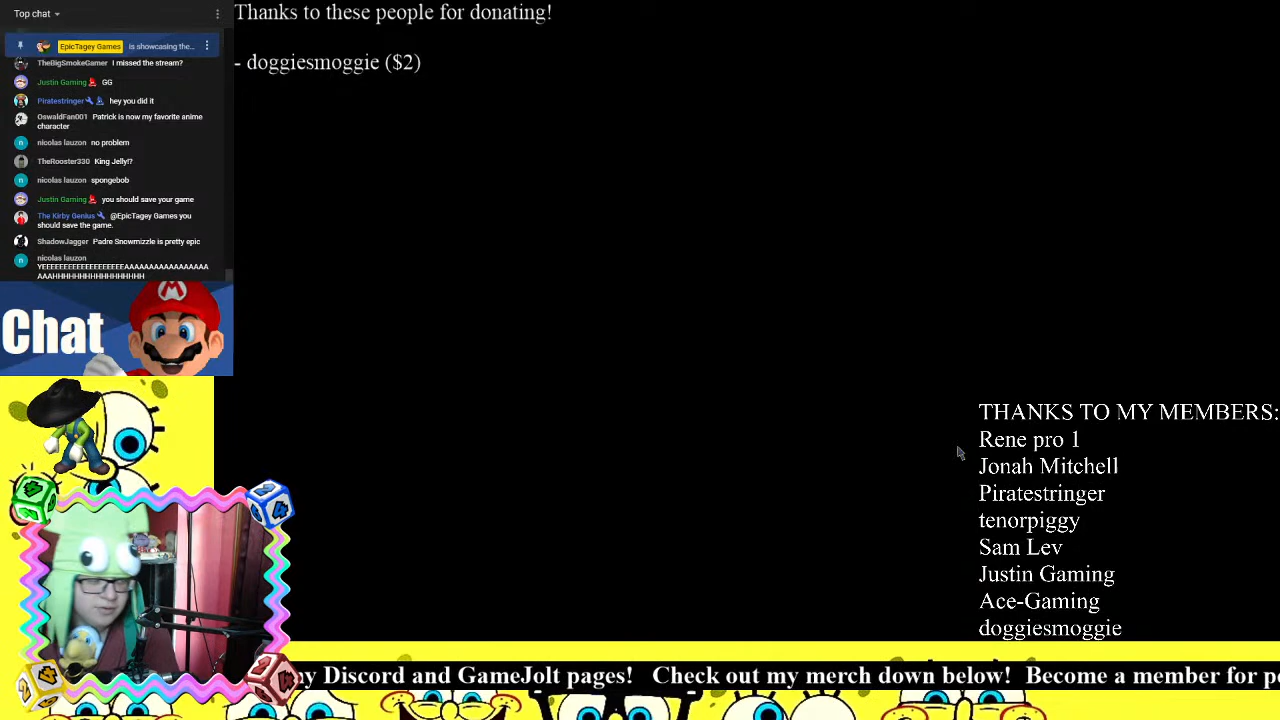 Top chat
EpicTagey Games is showcasing the...
TheBigSmokeGamer I missed the stream?
Justin Gaming GG
Piratestringer hey you did it
OswaldFan001 Patrick is now my favorite anime
character
nicolas lauzon no problem
TheRooster330 King Jelly!?
nicolas lauzon spongebob
Justin Gaming you should save your game
The Kirby Genius @EpicTagey Games you
should save the game.
ShadowJagger Padre Snowmizzle is pretty epic
nicolas lauzon
Chat
Thanks to these people for donating!
- doggiesmoggie ($2)
THANKS TO MY MEMBERS:
Rene pro 1
Jonah Mitchell
Piratestringer
tenorpiggy
Sam Lev
Justin Gaming
Ace-Gaming
doggiesmoggie
ny Discord and GameJolt pages! Check out my merch down below! Become a member for pe